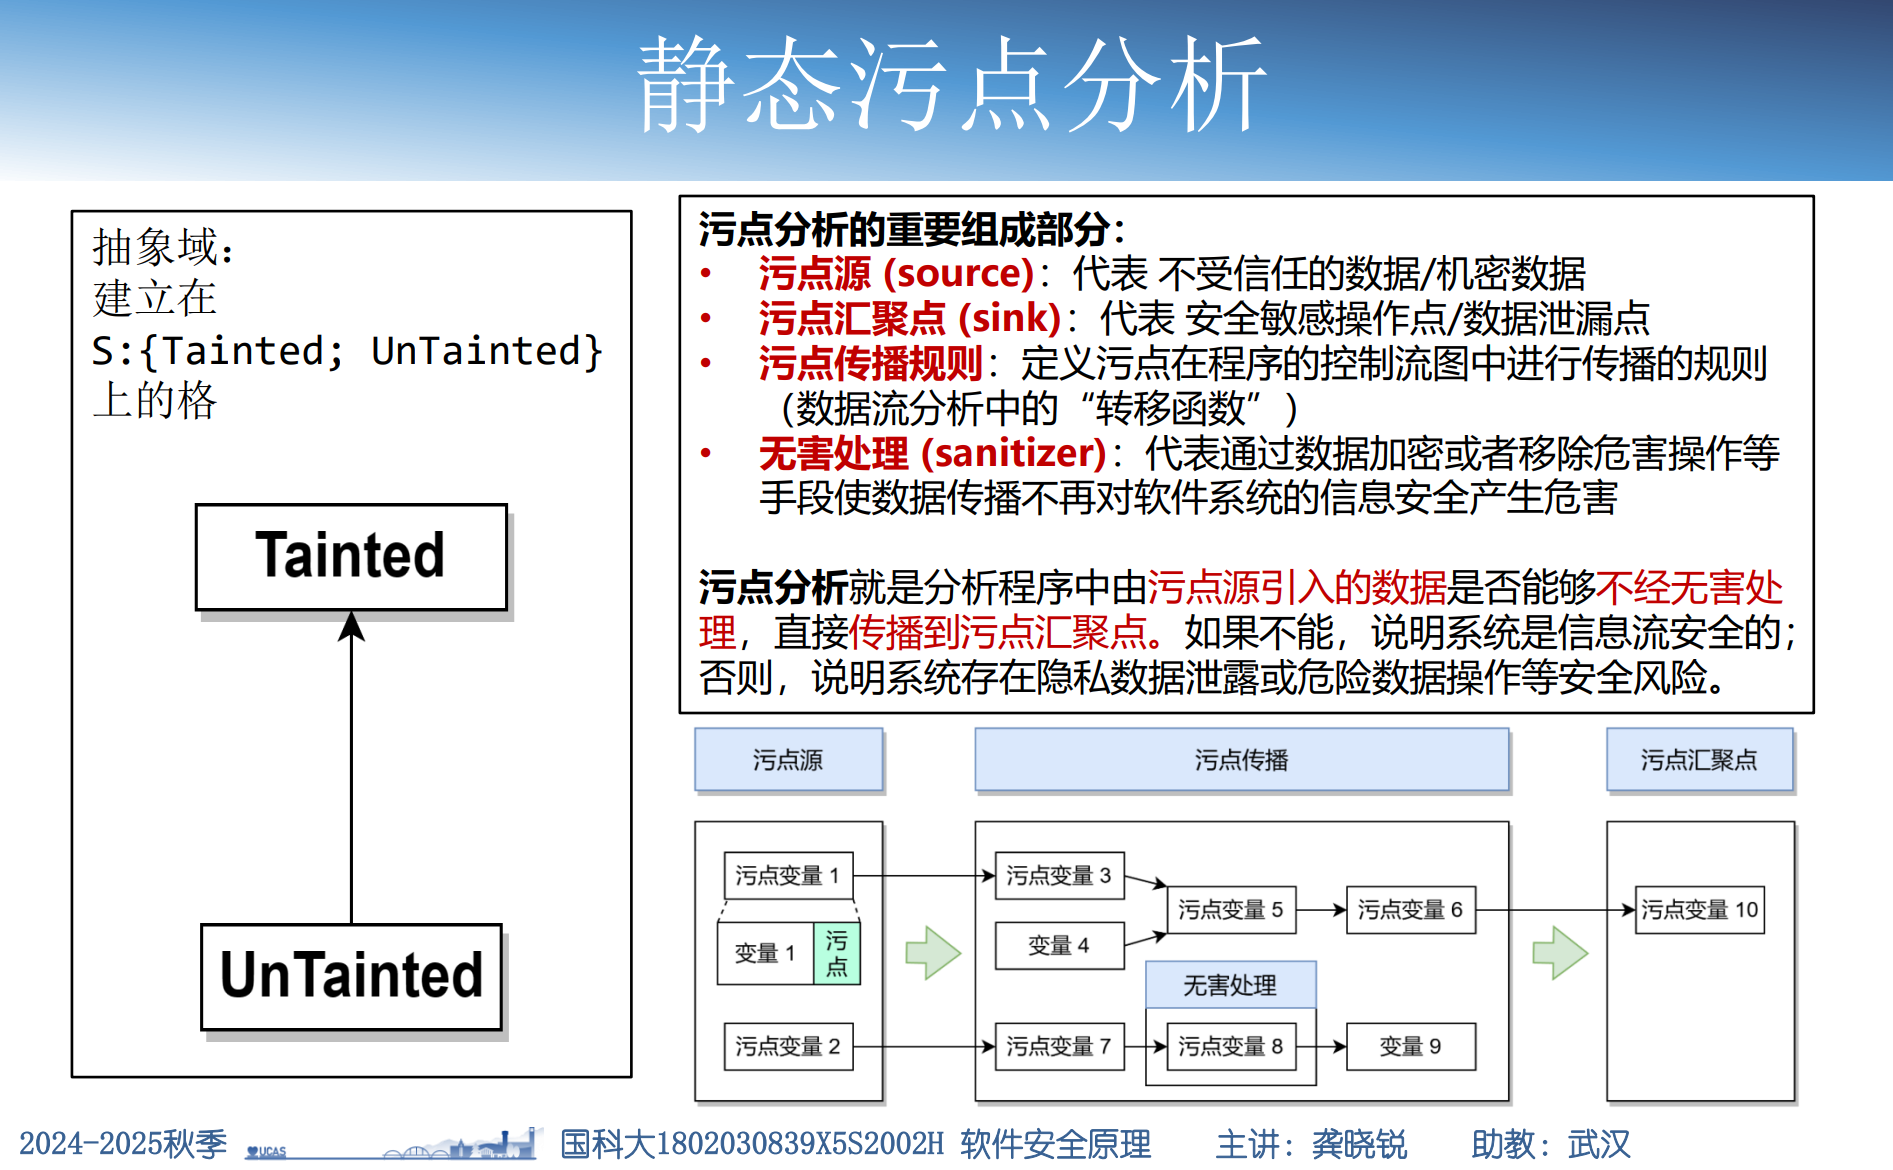 静态污点分析
抽象域：
建立在
S:{Tainted; UnTainted}
上的格
Tainted
UnTainted
污点分析的重要组成部分：
• 污点源 (source)：代表 不受信任的数据/机密数据
• 污点汇聚点 (sink)：代表 安全敏感操作点/数据泄漏点
• 污点传播规则：定义污点在程序的控制流图中进行传播的规则
（数据流分析中的“转移函数”）
• 无害处理 (sanitizer)：代表通过数据加密或者移除危害操作等
手段使数据传播不再对软件系统的信息安全产生危害
污点分析就是分析程序中由污点源引入的数据是否能够不经无害处
理，直接传播到污点汇聚点。如果不能，说明系统是信息流安全的；
否则，说明系统存在隐私数据泄露或危险数据操作等安全风险。
污点源
污点传播
污点汇聚点
污点变量 1
变量 1
污
点
污点变量 2
污点变量 3
变量 4
污点变量 5
污点变量 6
无害处理
污点变量 7
污点变量 8
变量 9
污点变量 10
2024-2025秋季
UCAS
国科大1802030839X5S2002H 软件安全原理
主讲：龚晓锐
助教：武汉